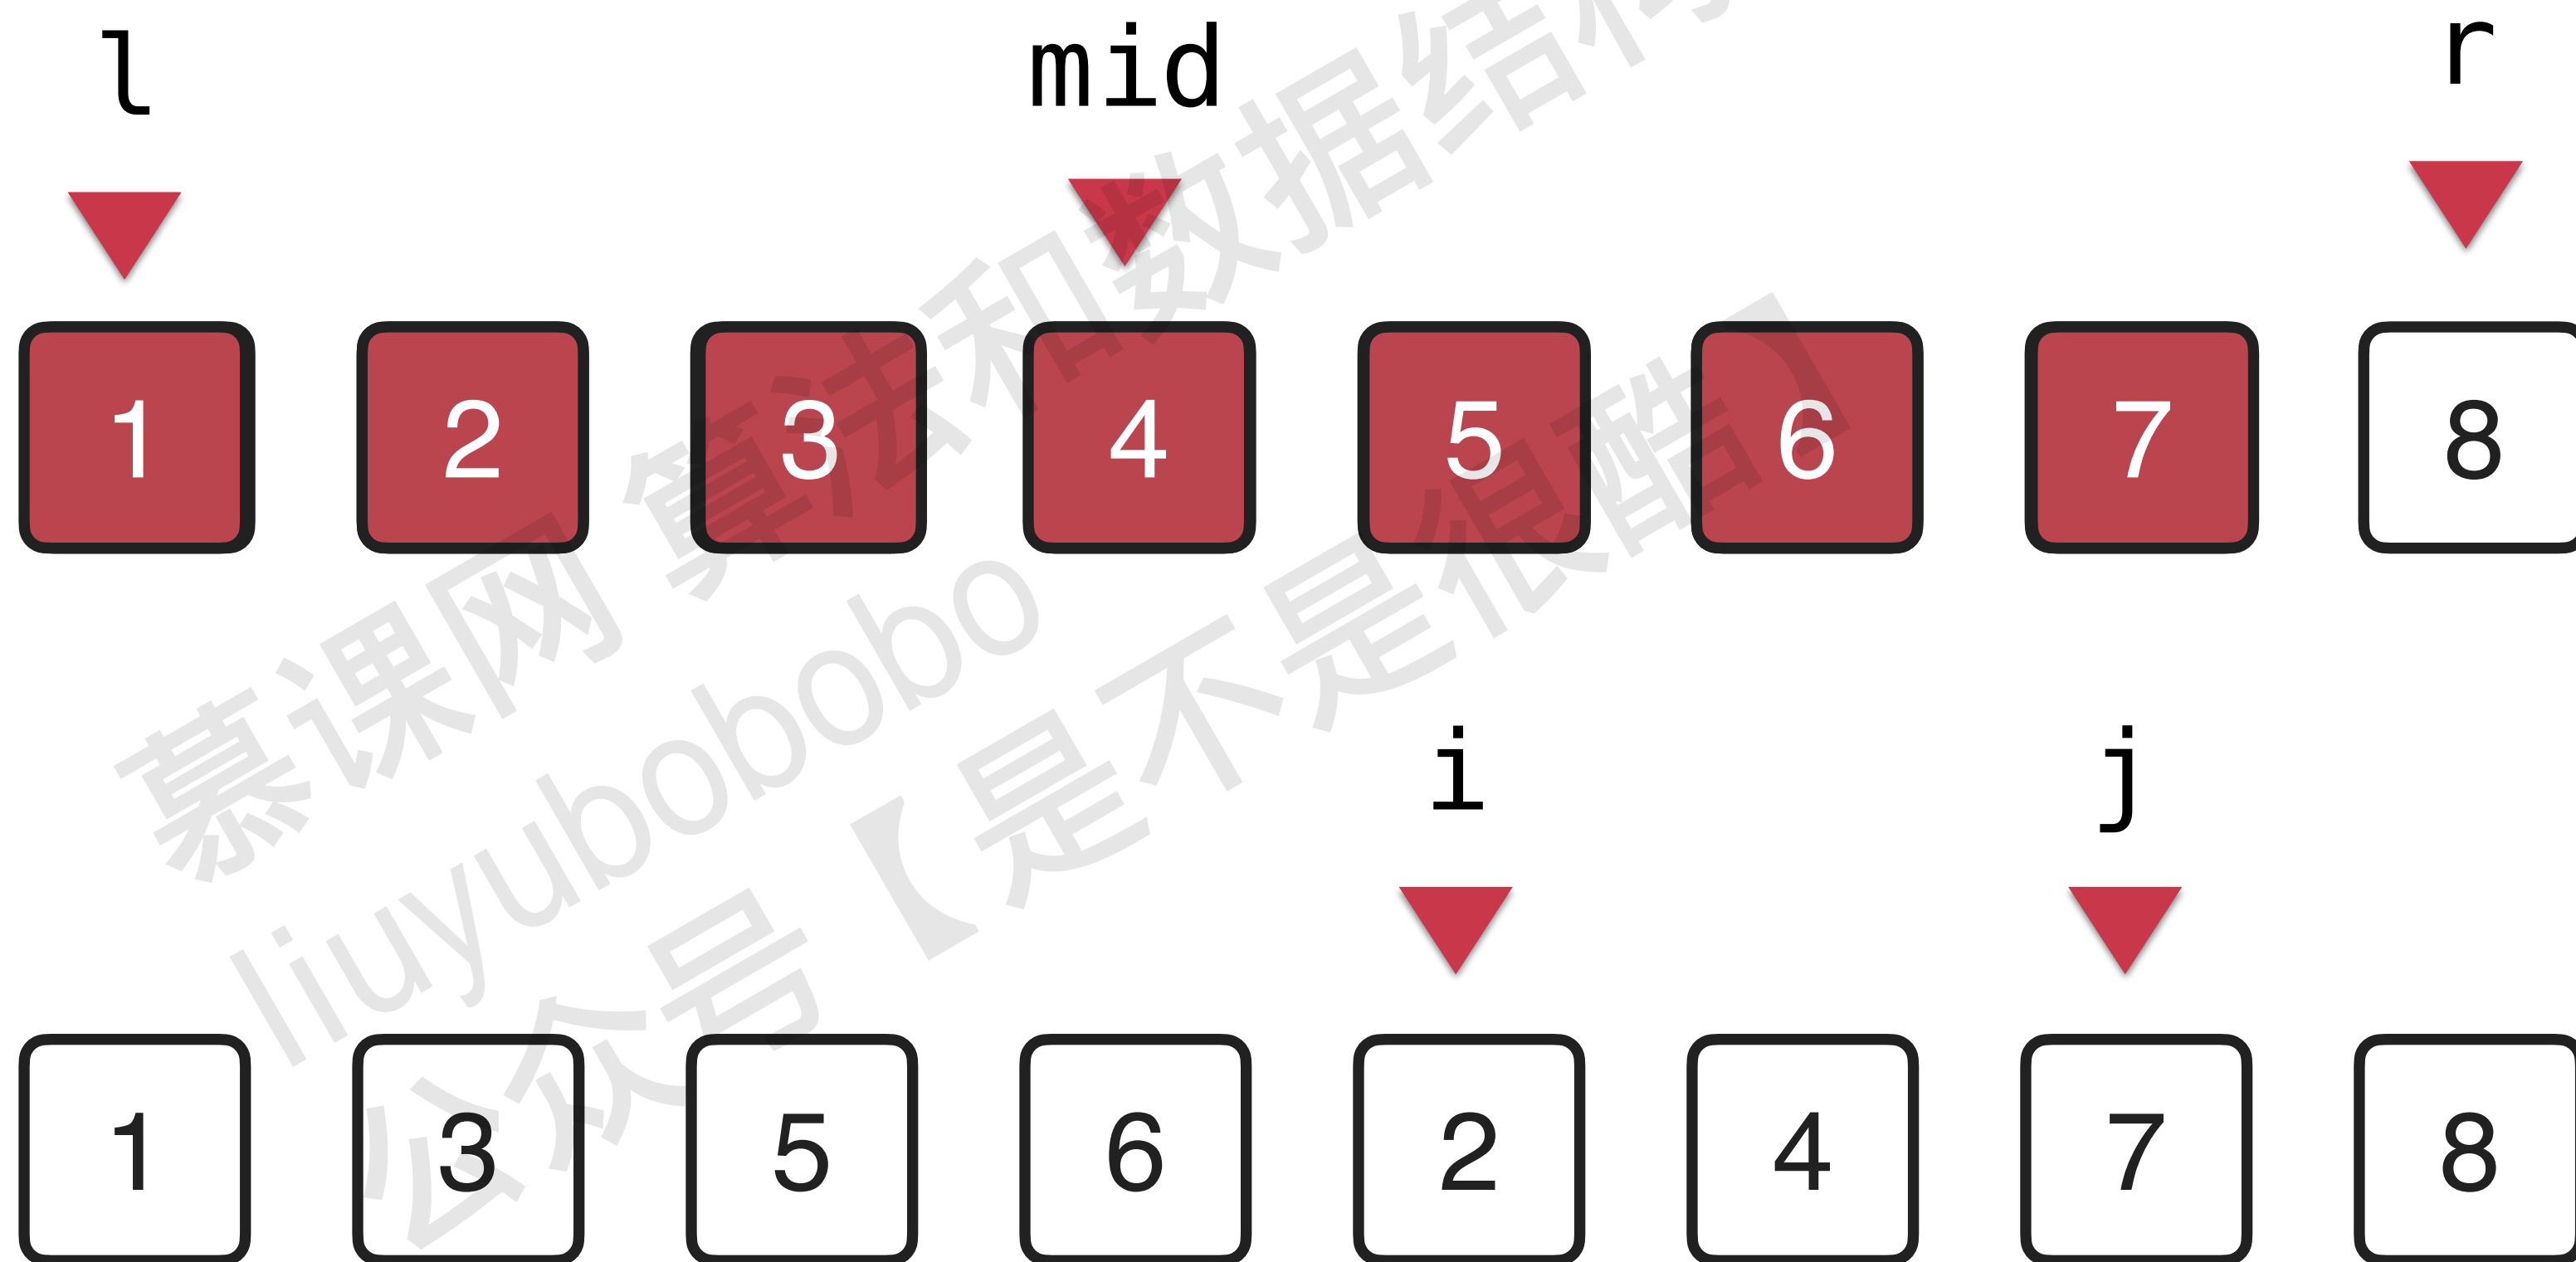 l mid r
1 2 3 4 5 6 7 8
i j
1 3 5 6 2 4 7 8
慕课网 算法和数据结构
liuyubobobo
公众号【是不是很酷】